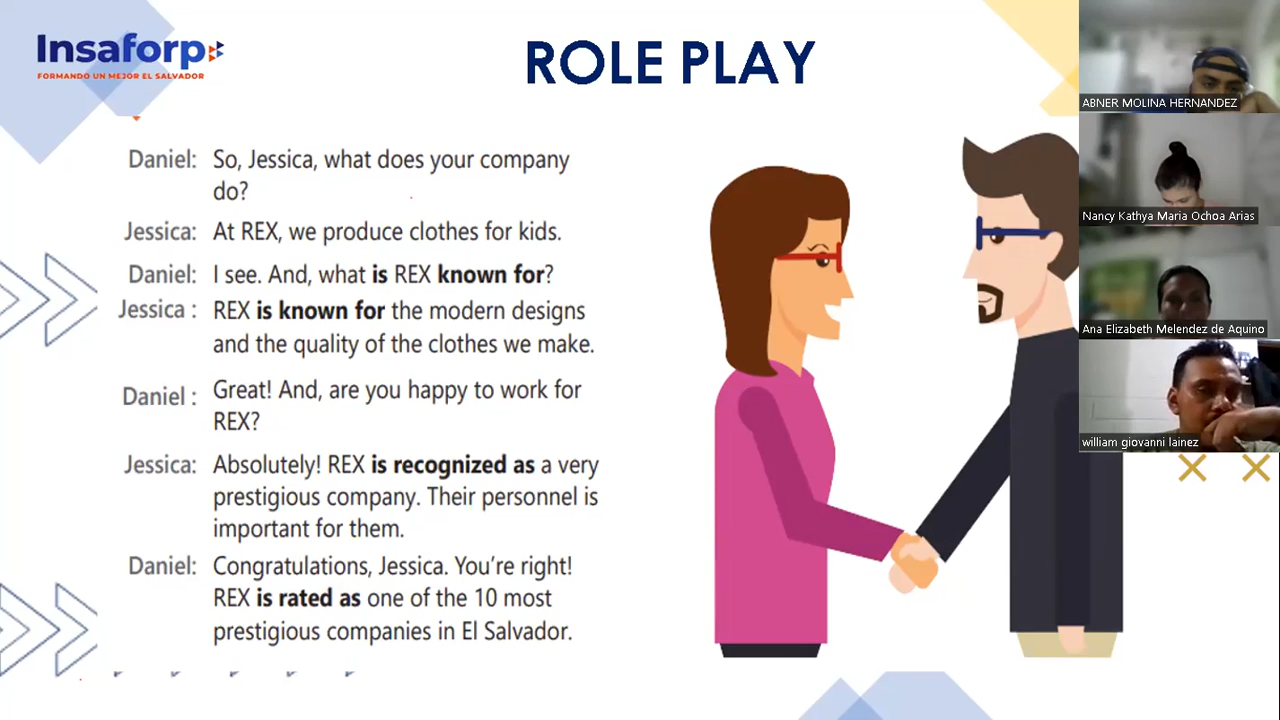 Insaforp
FORMANDO UN MEJOR EL SALVADOR
ROLE PLAY
Daniel: So, Jessica, what does your company
do?
Jessica: At REX, we produce clothes for kids.
Daniel: I see. And, what is REX known for?
Jessica : REX is known for the modern designs
and the quality of the clothes we make.
Daniel : Great! And, are you happy to work for
REX?
Jessica: Absolutely! REX is recognized as a very
prestigious company. Their personnel is
important for them.
Daniel: Congratulations, Jessica. You’re right!
REX is rated as one of the 10 most
prestigious companies in El Salvador.
ABNER MOLINA HERNANDEZ
Nancy Kathya Maria Ochoa Arias
Ana Elizabeth Melendez de Aquino
william giovanni lainez